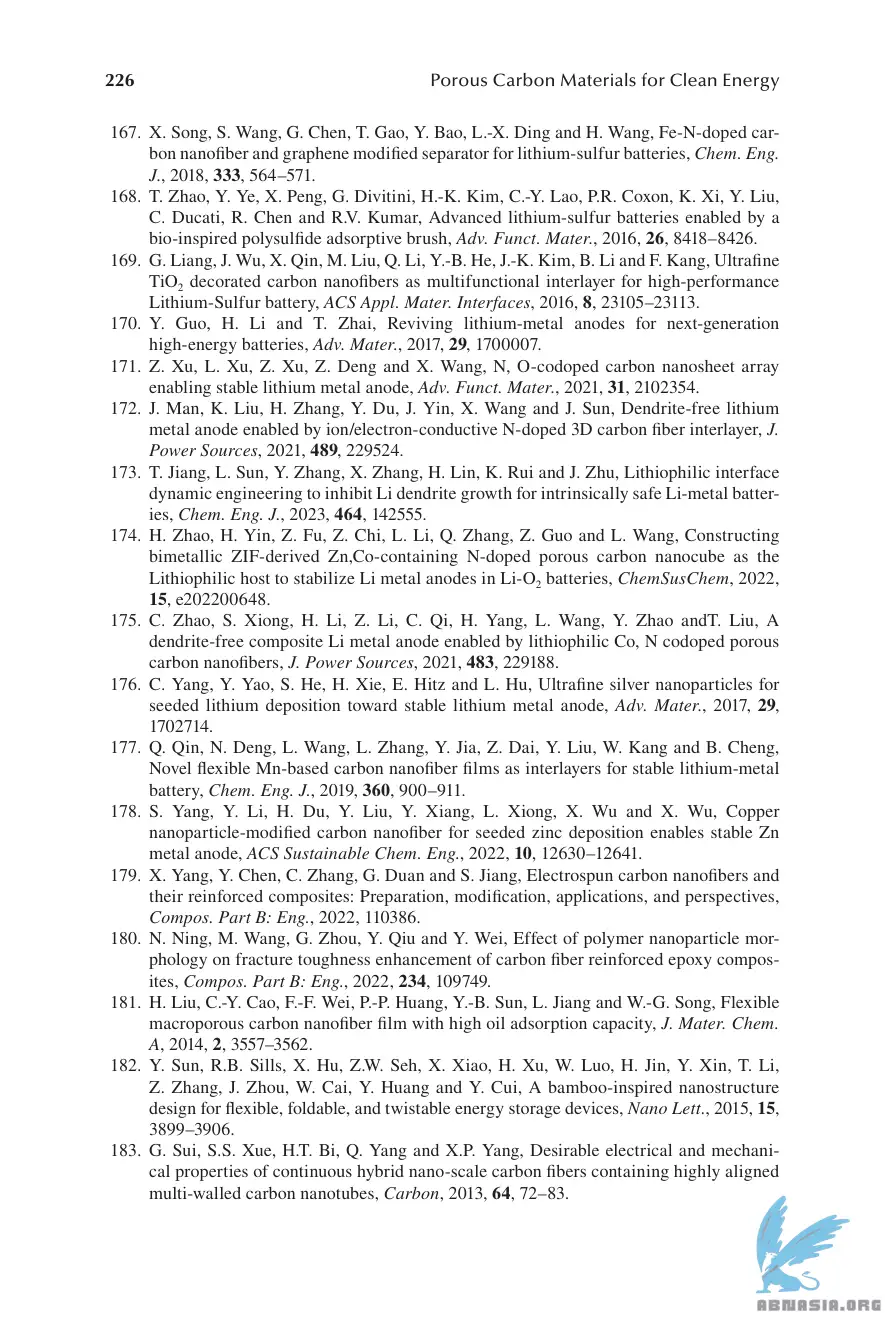 226
Porous Carbon Materials for Clean Energy
167. X. Song, S. Wang, G. Chen, T. Gao, Y. Bao, L.-X. Ding and H. Wang, Fe-N-doped car-
bon nanofiber and graphene modified separator for lithium-sulfur batteries, Chem. Eng.
J., 2018, 333, 564–571.
168. T. Zhao, Y. Ye, X. Peng, G. Divitini, H.-K. Kim, C.-Y. Lao, P.R. Coxon, K. Xi, Y. Liu,
C. Ducati, R. Chen and R.V. Kumar, Advanced lithium-sulfur batteries enabled by a
bio-inspired polysulfide adsorptive brush, Adv. Funct. Mater., 2016, 26, 8418–8426.
169. G. Liang, J. Wu, X. Qin, M. Liu, Q. Li, Y.-B. He, J.-K. Kim, B. Li and F. Kang, Ultrafine
TiO2 decorated carbon nanofibers as multifunctional interlayer for high-performance
Lithium-Sulfur battery, ACS Appl. Mater. Interfaces, 2016, 8, 23105–23113.
170. Y. Guo, H. Li and T. Zhai, Reviving lithium-metal anodes for next-generation
high-energy batteries, Adv. Mater., 2017, 29, 1700007.
171. Z. Xu, L. Xu, Z. Xu, Z. Deng and X. Wang, N, O-codoped carbon nanosheet array
enabling stable lithium metal anode, Adv. Funct. Mater., 2021, 31, 2102354.
172. J. Man, K. Liu, H. Zhang, Y. Du, J. Yin, X. Wang and J. Sun, Dendrite-free lithium
metal anode enabled by ion/electron-conductive N-doped 3D carbon fiber interlayer, J.
Power Sources, 2021, 489, 229524.
173. T. Jiang, L. Sun, Y. Zhang, X. Zhang, H. Lin, K. Rui and J. Zhu, Lithiophilic interface
dynamic engineering to inhibit Li dendrite growth for intrinsically safe Li-metal batter-
ies, Chem. Eng. J., 2023, 464, 142555.
174. H. Zhao, H. Yin, Z. Fu, Z. Chi, L. Li, Q. Zhang, Z. Guo and L. Wang, Constructing
bimetallic ZIF-derived Zn,Co-containing N-doped porous carbon nanocube as the
Lithiophilic host to stabilize Li metal anodes in Li-O2 batteries, ChemSusChem, 2022,
15, e202200648.
175. C. Zhao, S. Xiong, H. Li, Z. Li, C. Qi, H. Yang, L. Wang, Y. Zhao andT. Liu, A
dendrite-free composite Li metal anode enabled by lithiophilic Co, N codoped porous
carbon nanofibers, J. Power Sources, 2021, 483, 229188.
176. C. Yang, Y. Yao, S. He, H. Xie, E. Hitz and L. Hu, Ultrafine silver nanoparticles for
seeded lithium deposition toward stable lithium metal anode, Adv. Mater., 2017, 29,
1702714.
177. Q. Qin, N. Deng, L. Wang, L. Zhang, Y. Jia, Z. Dai, Y. Liu, W. Kang and B. Cheng,
Novel flexible Mn-based carbon nanofiber films as interlayers for stable lithium-metal
battery, Chem. Eng. J., 2019, 360, 900–911.
178. S. Yang, Y. Li, H. Du, Y. Liu, Y. Xiang, L. Xiong, X. Wu and X. Wu, Copper
nanoparticle-modified carbon nanofiber for seeded zinc deposition enables stable Zn
metal anode, ACS Sustainable Chem. Eng., 2022, 10, 12630–12641.
179. X. Yang, Y. Chen, C. Zhang, G. Duan and S. Jiang, Electrospun carbon nanofibers and
their reinforced composites: Preparation, modification, applications, and perspectives,
Compos. Part B: Eng., 2022, 110386.
180. N. Ning, M. Wang, G. Zhou, Y. Qiu and Y. Wei, Effect of polymer nanoparticle mor-
phology on fracture toughness enhancement of carbon fiber reinforced epoxy compos-
ites, Compos. Part B: Eng., 2022, 234, 109749.
181. H. Liu, C.-Y. Cao, F.-F. Wei, P.-P. Huang, Y.-B. Sun, L. Jiang and W.-G. Song, Flexible
macroporous carbon nanofiber film with high oil adsorption capacity, J. Mater. Chem.
A, 2014, 2, 3557–3562.
182. Y. Sun, R.B. Sills, X. Hu, Z.W. Seh, X. Xiao, H. Xu, W. Luo, H. Jin, Y. Xin, T. Li,
Z. Zhang, J. Zhou, W. Cai, Y. Huang and Y. Cui, A bamboo-inspired nanostructure
design for flexible, foldable, and twistable energy storage devices, Nano Lett., 2015, 15,
3899–3906.
183. G. Sui, S.S. Xue, H.T. Bi, Q. Yang and X.P. Yang, Desirable electrical and mechani-
cal properties of continuous hybrid nano-scale carbon fibers containing highly aligned
multi-walled carbon nanotubes, Carbon, 2013, 64, 72–83.
ABNASIA.ORG